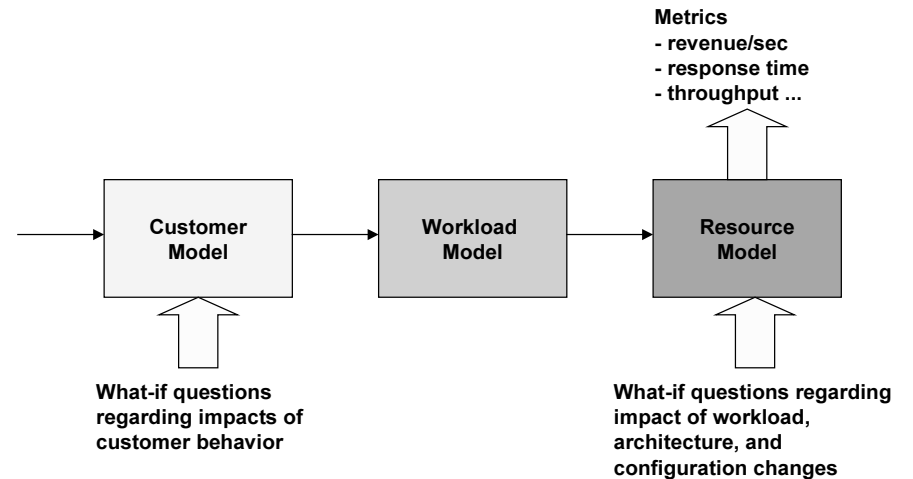 Metrics
- revenue/sec
- response time
- throughput ...
Customer
Model
Workload
Model
Resource
Model
What-if questions
regarding impacts of
customer behavior
What-if questions regarding
impact of workload,
architecture, and
configuration changes